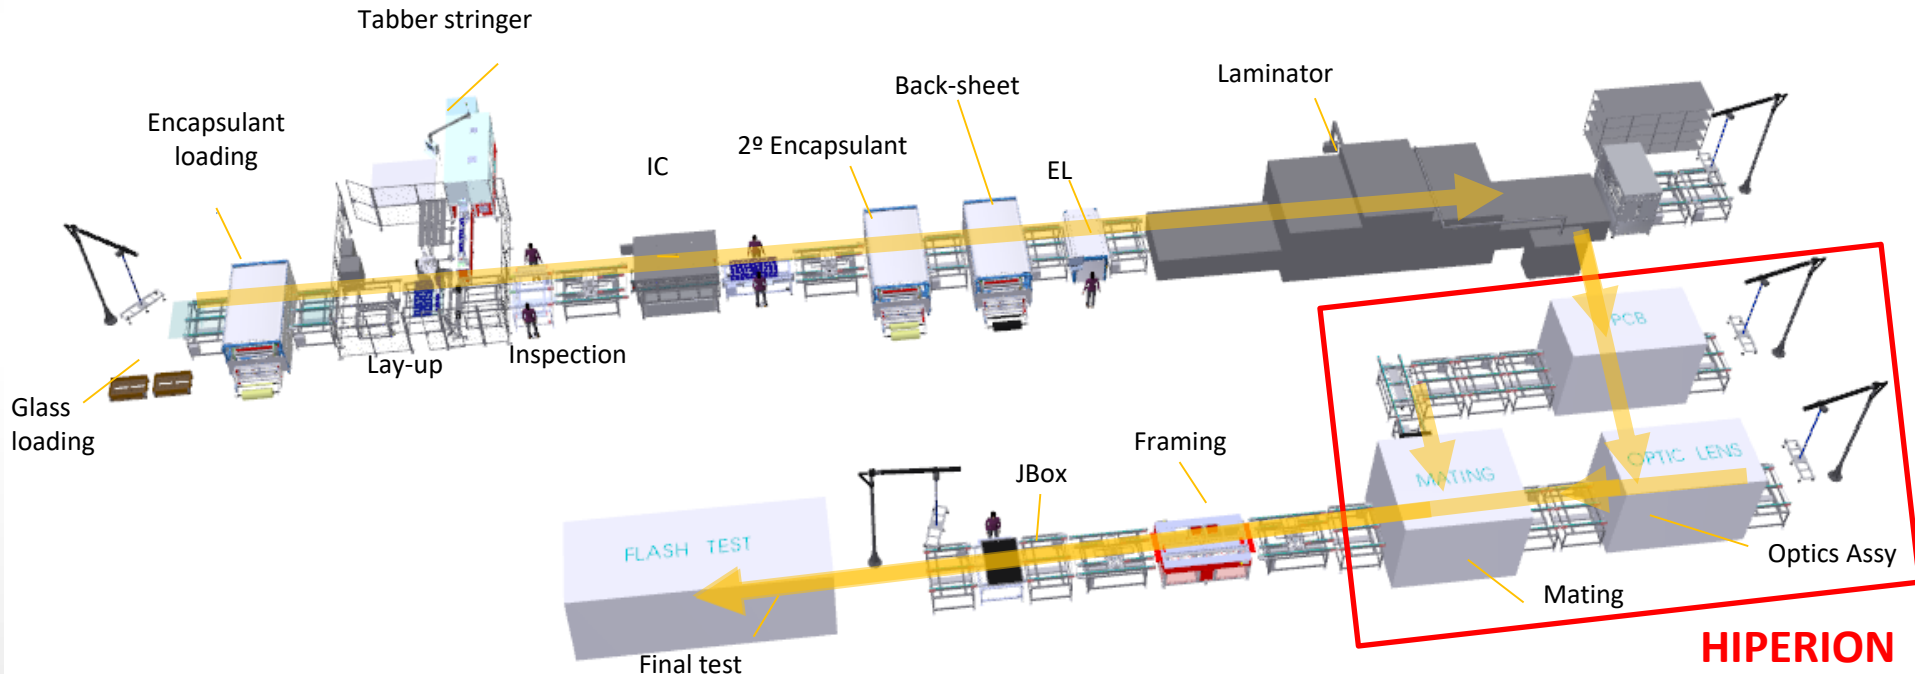 Tabber stringer
Encapsulant
loading
IC
2º Encapsulant
Back-sheet
EL
Laminator
Glass
loading
Lay-up
Inspection
PCB
MATING
OPTIC LENS
Optics Assy
Mating
HIPERION
Framing
JBox
FLASH TEST
Final test